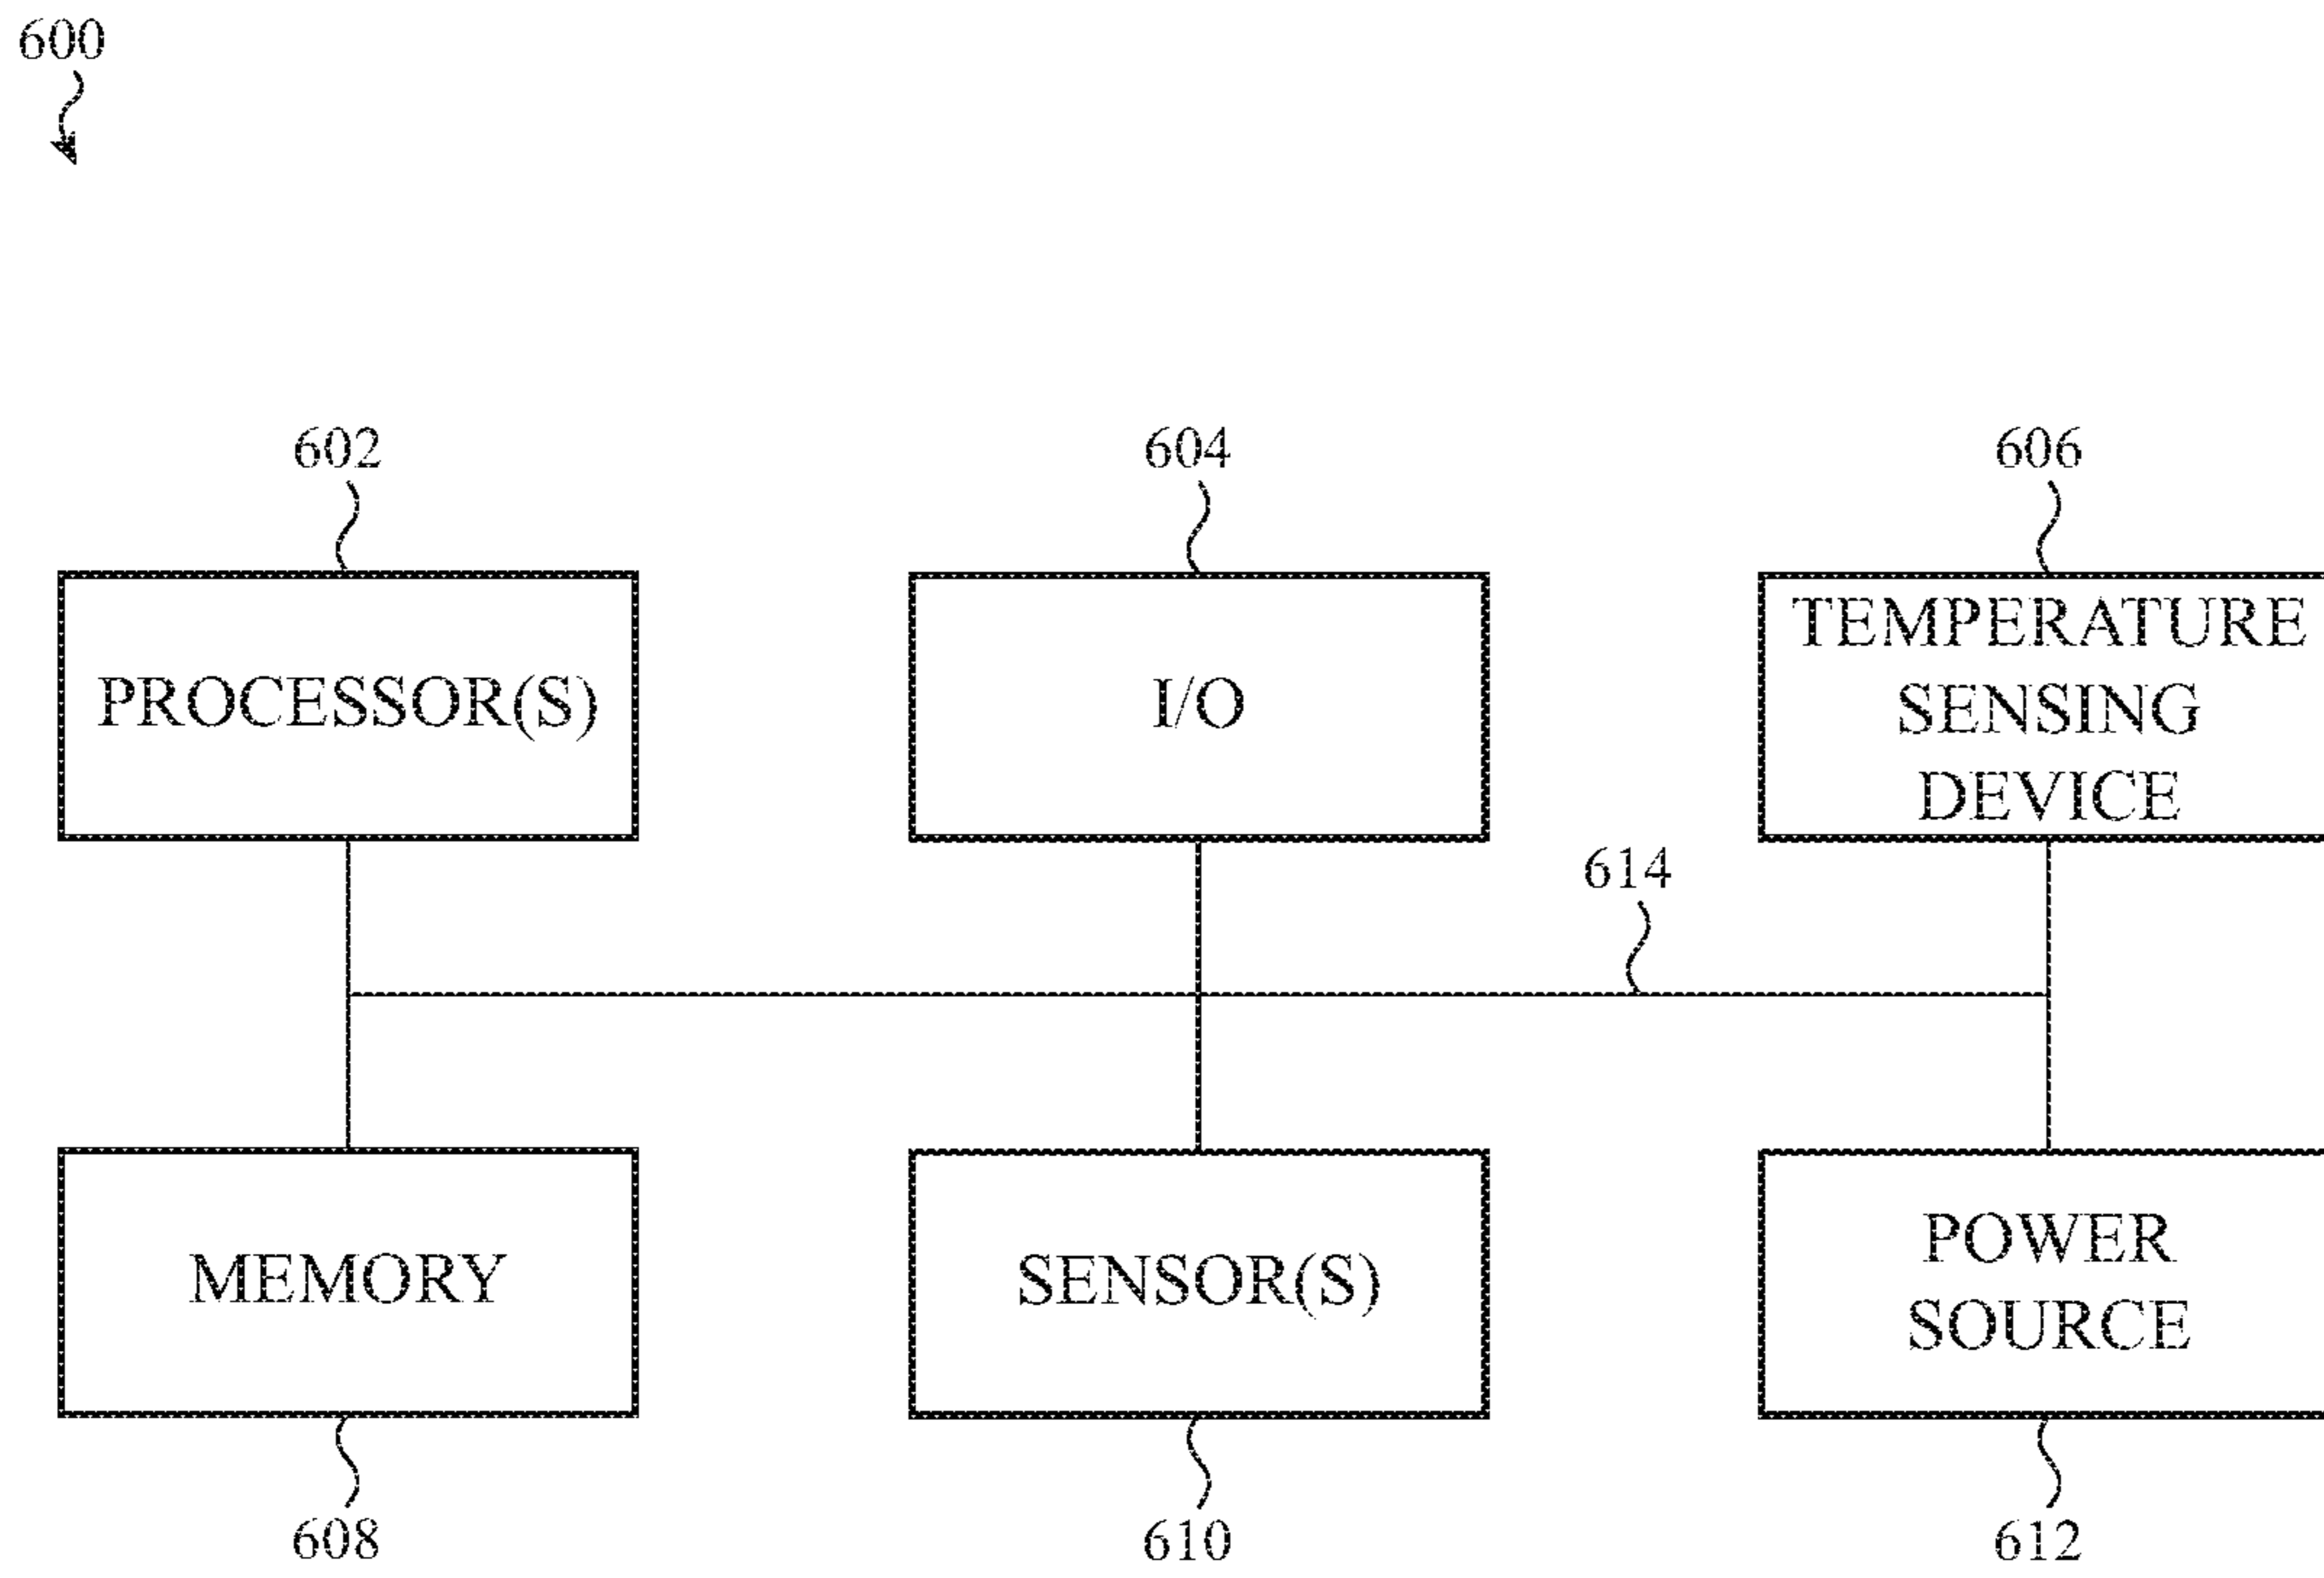 600
602
604
606
PROCESSOR(S)
I/O
TEMPERATURE
SENSING
DEVICE
614
MEMORY
SENSOR(S)
POWER
SOURCE
608
610
612